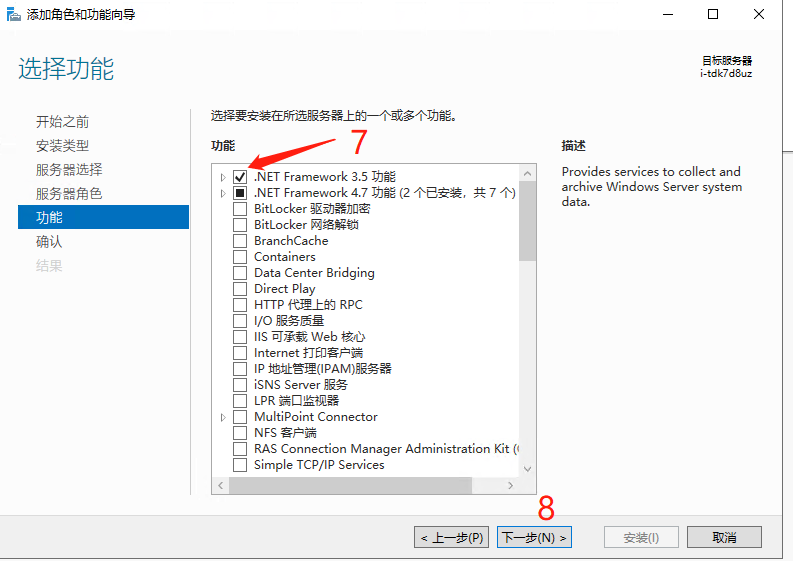 添加角色和功能向导
选择功能
目标服务器
i-tdk7d8uz
开始之前
安装类型
服务器选择
服务器角色
功能
确认
结果
选择要安装在所选服务器上的一个或多个功能。
功能
7
.NET Framework 3.5 功能
.NET Framework 4.7 功能 (2 个已安装，共 7 个)
BitLocker 驱动器加密
BitLocker 网络解锁
BranchCache
Containers
Data Center Bridging
Direct Play
HTTP 代理上的 RPC
I/O 服务质量
IIS 可承载 Web 核心
Internet 打印客户端
IP 地址管理(IPAM)服务器
iSNS Server 服务
LPR 端口监视器
MultiPoint Connector
NFS 客户端
RAS Connection Manager Administration Kit (
Simple TCP/IP Services
描述
Provides services to collect and
archive Windows Server system
data.
8
< 上一步(P)
下一步(N) >
安装(I)
取消